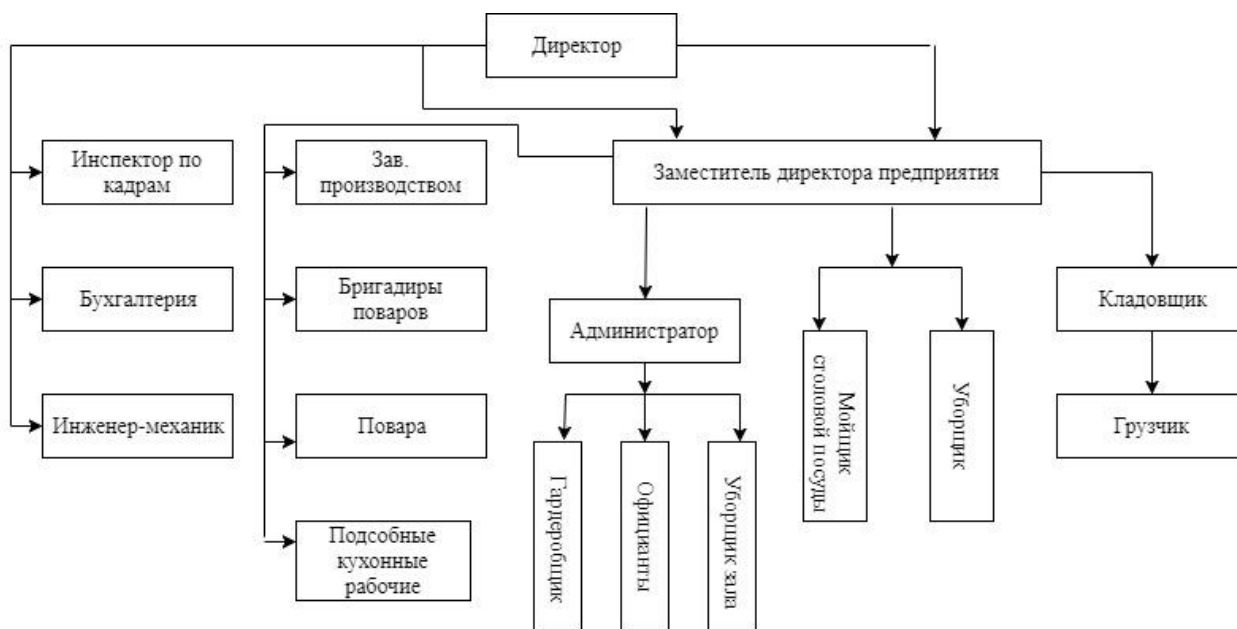 Директор
Инспектор по
кадрам
Зав.
производством
Заместитель директора предприятия
Бухгалтерия
Бригадиры
поваров
Администратор
Кладовщик
Инженер-механик
Повара
Мойщик
столовой посуды
Уборщик
Грузчик
Подсобные
кухонные
рабочие
Гардеробщик
Официанты
Уборщик зала